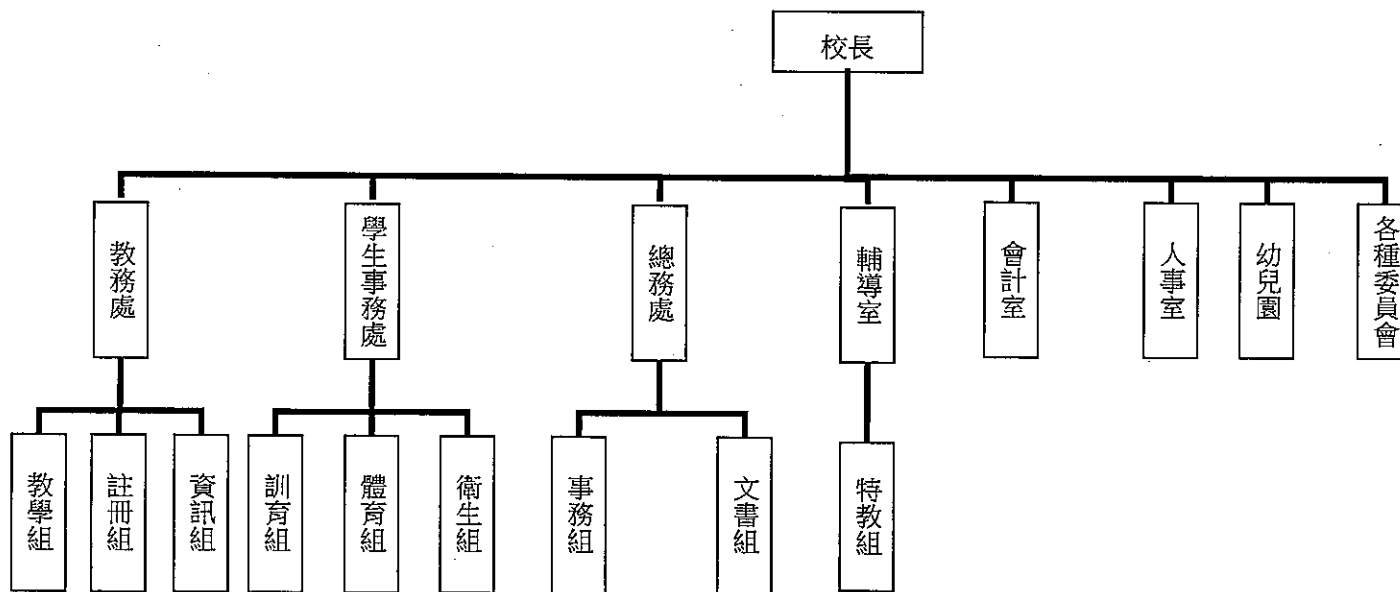 校長
教務處
學生事務處
總務處
輔導室
會計室
人事室
幼兒園
各種委員會
教學組
註冊組
資訊組
訓育組
體育組
衛生組
事務組
文書組
特教組